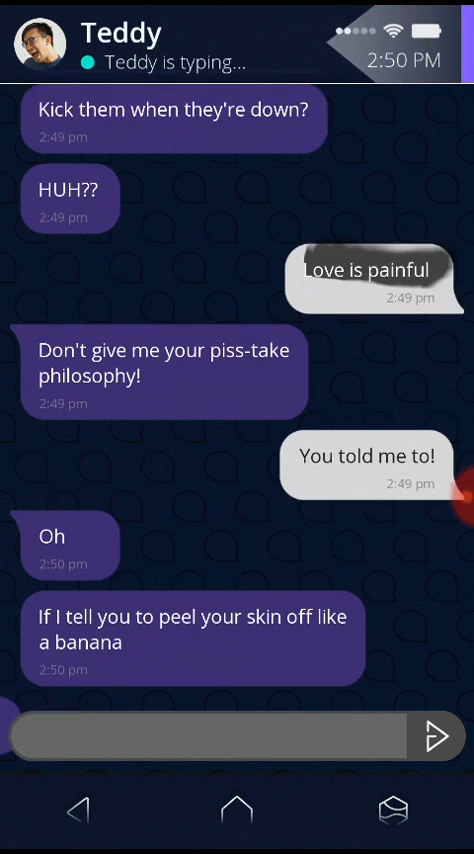 Teddy
Teddy is typing...
2:50 PM
Kick them when they're down?
2:49 pm
HUH??
2:49 pm
Love is painful
2:49 pm
Don't give me your piss-take
philosophy!
2:49 pm
You told me to!
2:49 pm
Oh
2:50 pm
If I tell you to peel your skin off like
a banana
2:50 pm